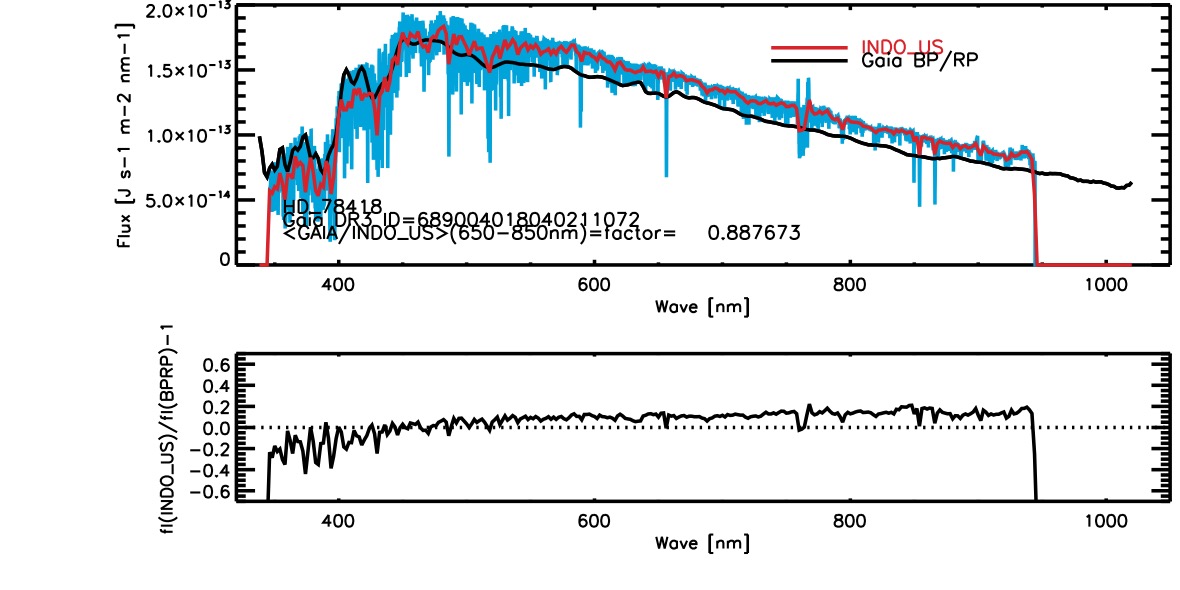 2.0×10−13
1.5×10−13
1.0×10−13
5.0×10−14
0
Flux [J s−1 m−2 nm−1]
INDO_US
Gaia BP/RP
HD_78418
Gaia DR3 ID=689004018040211072
<GAIA/INDO_US>(650−850nm)=factor= 0.887673
400 600 800 1000
Wave [nm]
fl(INDO_US)/fl(BPRP)−1
0.6
0.4
0.2
0.0
−0.2
−0.4
−0.6
400 600 800 1000
Wave [nm]